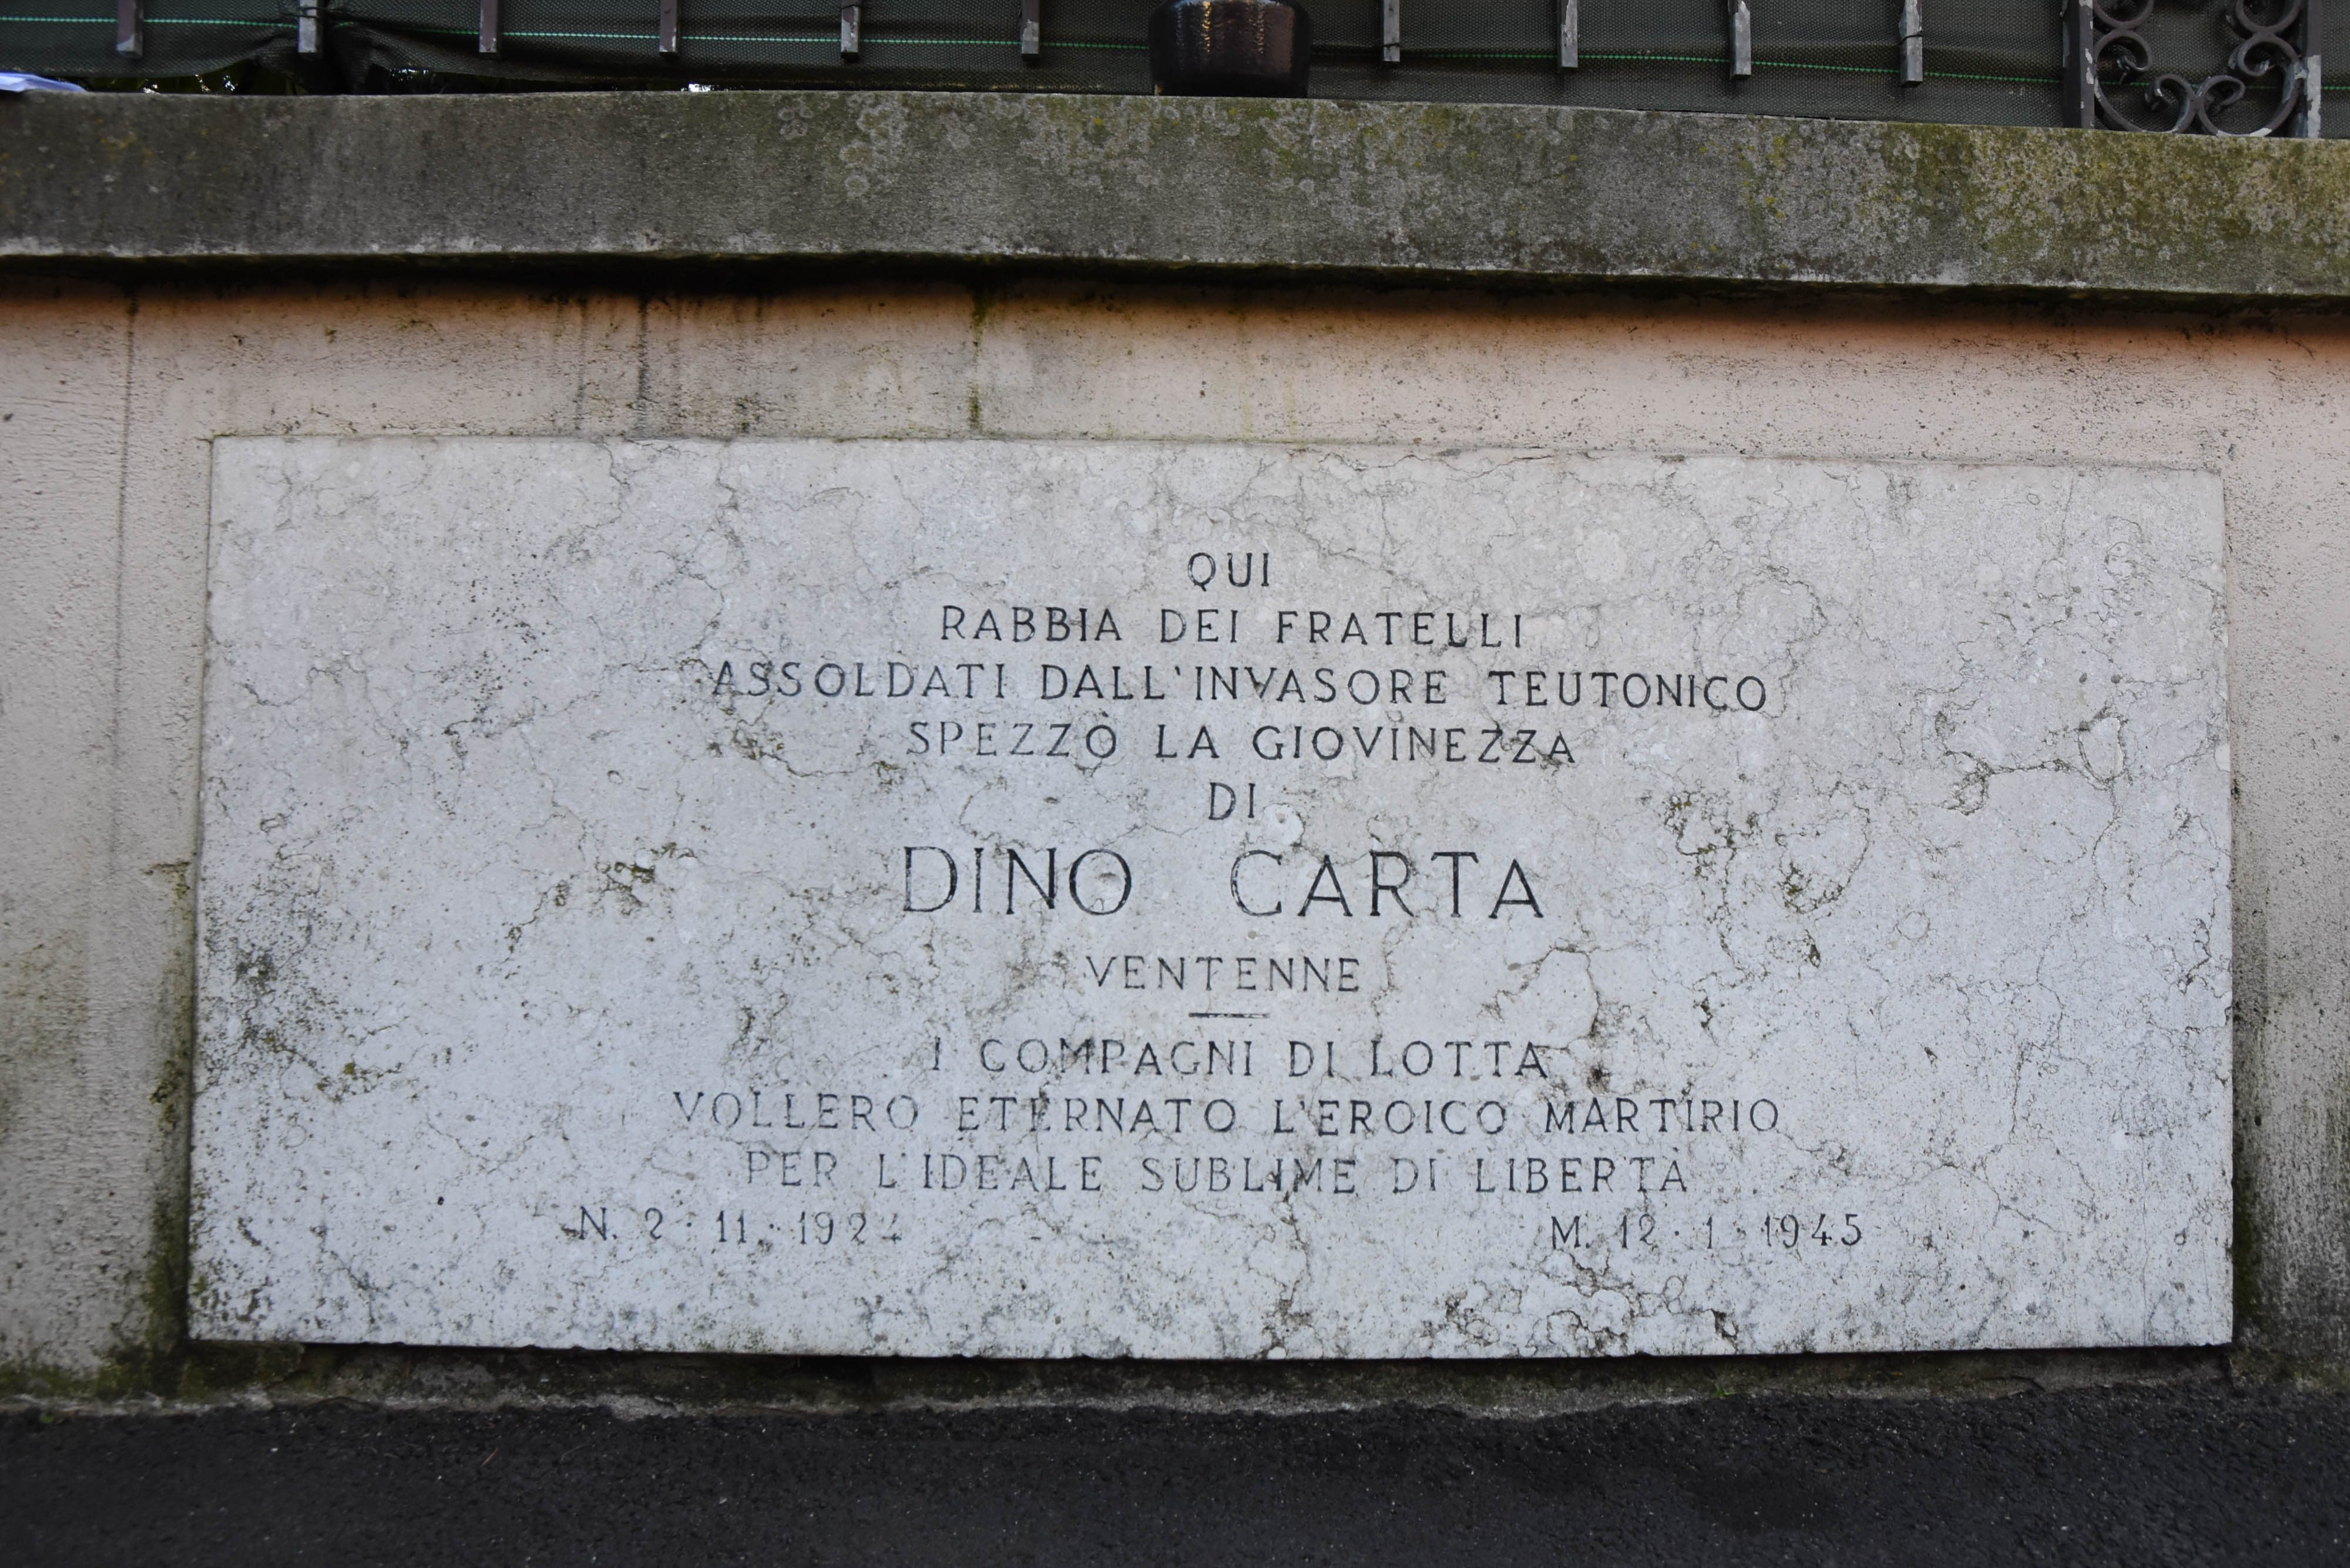 QUI
RABBIA DEI FRATELLI
ASSOLDATI DALL'INVASORE TEUTONICO
SPEZZÒ LA GIOVINEZZA
DI
DINO CARTA
VENTENNE
I COMPAGNI DI LOTTA
VOLLERO ETERNATO L'EROICO MARTIRIO
PER L'IDEALE SUBLIME DI LIBERTÀ
N. 2·11·1924 M. 12·1·1945